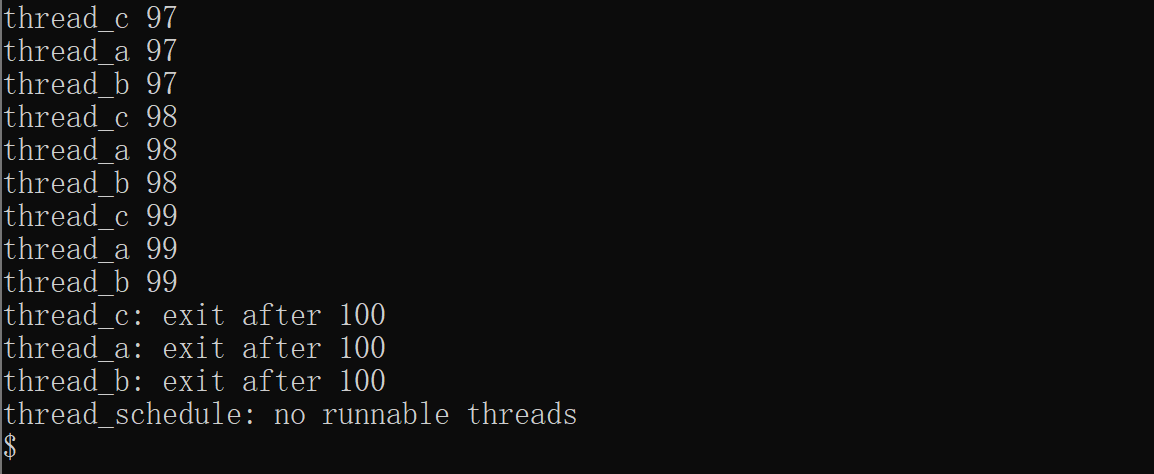 thread_c 97
thread_a 97
thread_b 97
thread_c 98
thread_a 98
thread_b 98
thread_c 99
thread_a 99
thread_b 99
thread_c: exit after 100
thread_a: exit after 100
thread_b: exit after 100
thread_schedule: no runnable threads
$